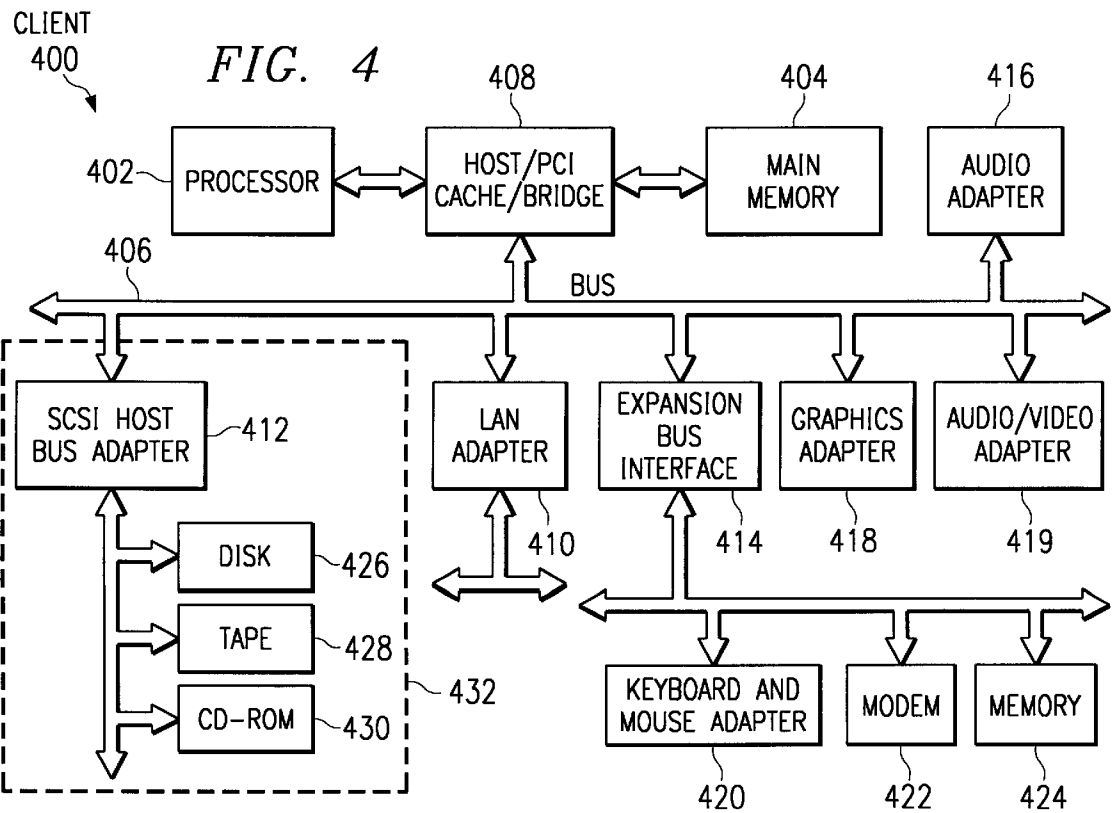 CLIENT
400
FIG. 4
408
404
416
402
PROCESSOR
HOST/PCI
CACHE/BRIDGE
MAIN
MEMORY
AUDIO
ADAPTER
406
BUS
SCSI HOST
BUS ADAPTER
412
LAN
ADAPTER
EXPANSION
BUS
INTERFACE
GRAPHICS
ADAPTER
AUDIO/VIDEO
ADAPTER
410
414
418
419
DISK
426
TAPE
428
CD-ROM
430
432
KEYBOARD AND
MOUSE ADAPTER
MODEM
MEMORY
420
422
424